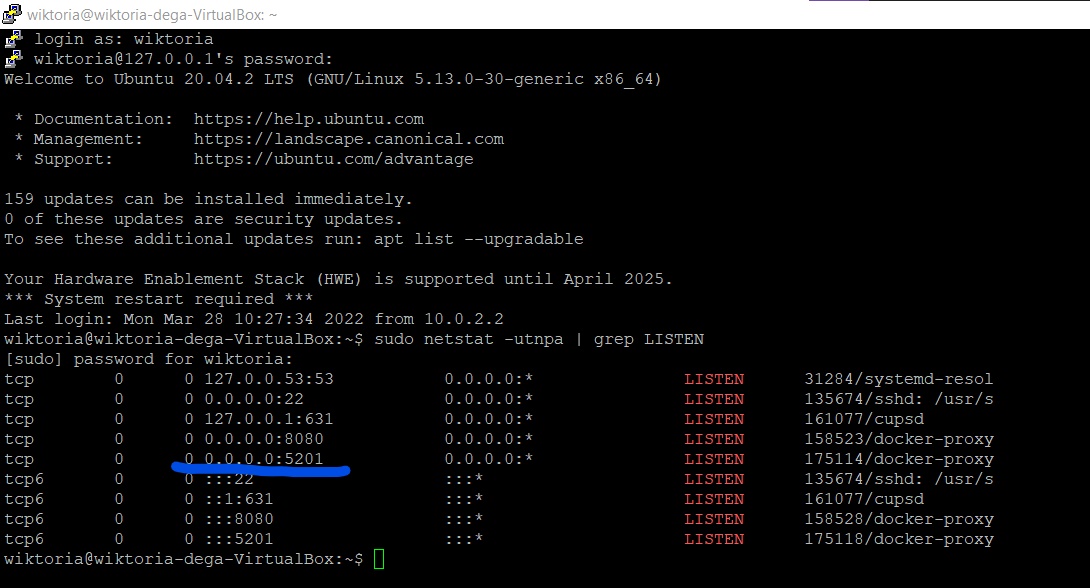 wiktoria@wiktoria-dega-VirtualBox: ~
login as: wiktoria
wiktoria@127.0.0.1's password:
Welcome to Ubuntu 20.04.2 LTS (GNU/Linux 5.13.0-30-generic x86_64)
* Documentation:  https://help.ubuntu.com
* Management:     https://landscape.canonical.com
* Support:        https://ubuntu.com/advantage
159 updates can be installed immediately.
0 of these updates are security updates.
To see these additional updates run: apt list --upgradable
Your Hardware Enablement Stack (HWE) is supported until April 2025.
*** System restart required ***
Last login: Mon Mar 28 10:27:34 2022 from 10.0.2.2
wiktoria@wiktoria-dega-VirtualBox:~$ sudo netstat -utnpa | grep LISTEN
[sudo] password for wiktoria:
tcp        0      0 127.0.0.53:53           0.0.0.0:*               LISTEN      31284/systemd-resol
tcp        0      0 0.0.0.0:22              0.0.0.0:*               LISTEN      135674/sshd: /usr/s
tcp        0      0 127.0.0.1:631           0.0.0.0:*               LISTEN      161077/cupsd
tcp        0      0 0.0.0.0:8080            0.0.0.0:*               LISTEN      158523/docker-proxy
tcp        0      0 0.0.0.0:5201            0.0.0.0:*               LISTEN      175114/docker-proxy
tcp6       0      0 :::22                   :::*                    LISTEN      135674/sshd: /usr/s
tcp6       0      0 ::1:631                 :::*                    LISTEN      161077/cupsd
tcp6       0      0 :::8080                 :::*                    LISTEN      158528/docker-proxy
tcp6       0      0 :::5201                 :::*                    LISTEN      175118/docker-proxy
wiktoria@wiktoria-dega-VirtualBox:~$